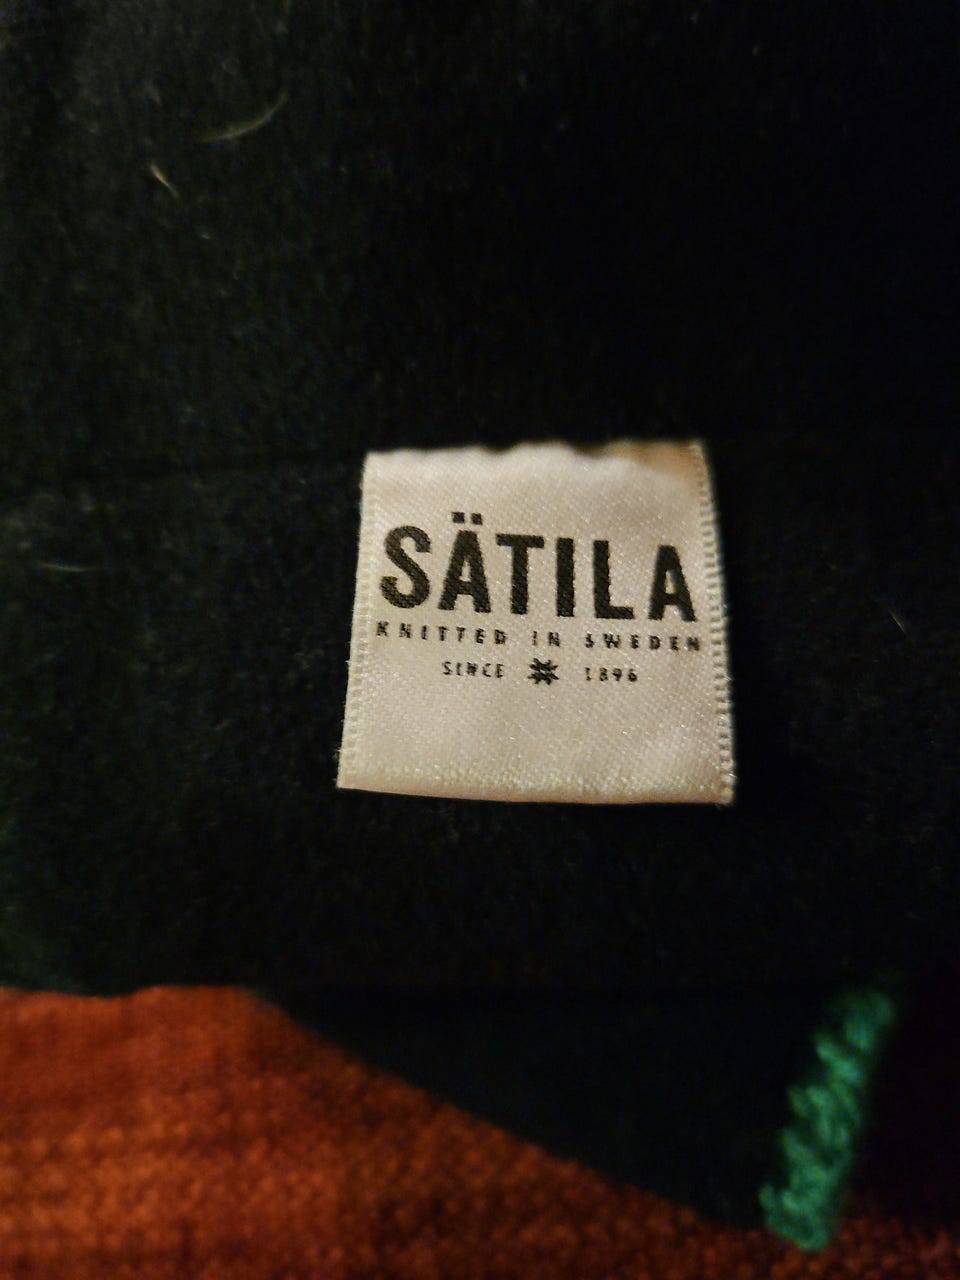 SÄTILA
KNITTED IN SWEDEN
SINCE 1896